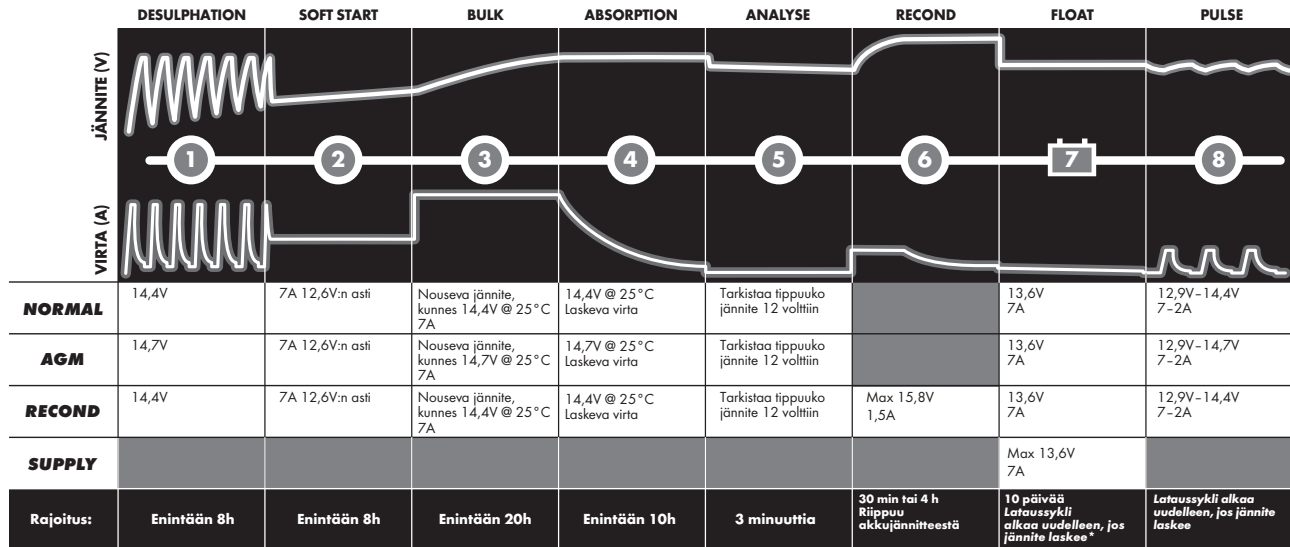 DESULPHATION SOFT START BULK ABSORPTION ANALYSE RECOND FLOAT PULSE
JÄNNITE (V)
1 2 3 4 5 6 7 8
VIRTA (A)
NORMAL
14,4V
7A 12,6V:n asti
Nouseva jännite,
kunnes 14,4V @ 25°C
7A
14,4V @ 25°C
Laskeva virta
Tarkistaa tippuuko
jännite 12 volttiin
13,6V
7A
12,9V–14,4V
7–2A
AGM
14,7V
7A 12,6V:n asti
Nouseva jännite,
kunnes 14,7V @ 25°C
7A
14,7V @ 25°C
Laskeva virta
Tarkistaa tippuuko
jännite 12 volttiin
13,6V
7A
12,9V–14,7V
7–2A
RECOND
14,4V
7A 12,6V:n asti
Nouseva jännite,
kunnes 14,4V @ 25°C
7A
14,4V @ 25°C
Laskeva virta
Tarkistaa tippuuko
jännite 12 volttiin
Max 15,8V
1,5A
13,6V
7A
12,9V–14,4V
7–2A
SUPPLY
Max 13,6V
7A
Rajoitus:
Enintään 8h
Enintään 8h
Enintään 20h
Enintään 10h
3 minuuttia
30 min tai 4 h
Riippuu
akkujännitteestä
10 päivää
Lataussykli
alkaa uudelleen, jos
jännite laskee*
Lataussykli alkaa
uudelleen, jos jännite
laskee